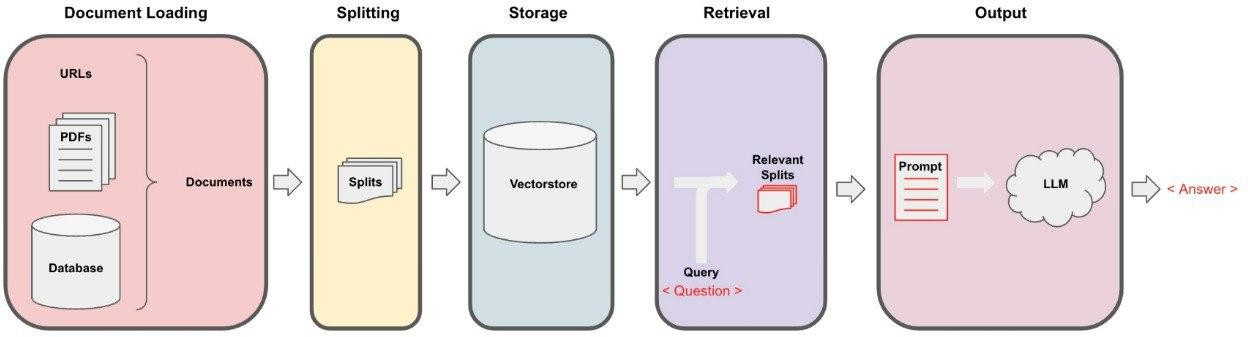 Document Loading
Splitting
Storage
Retrieval
Output
URLs
PDFs
Database
Documents
Splits
Vectorstore
Relevant
Splits
Query
< Question >
Prompt
LLM
< Answer >